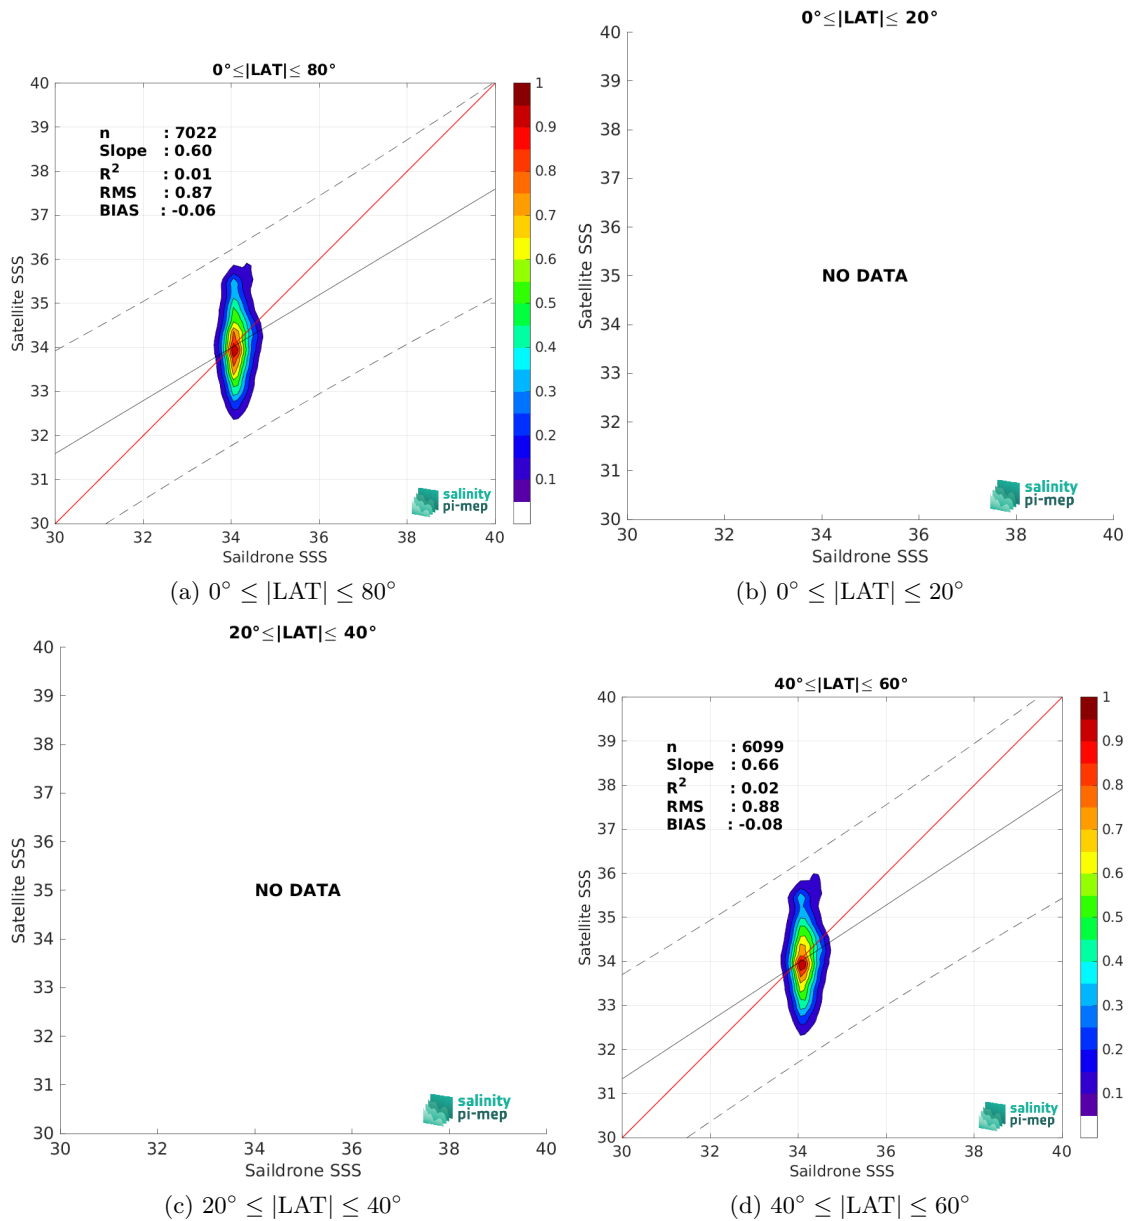 0°≤|LAT|≤ 80°
n : 7022
Slope : 0.60
R² : 0.01
RMS : 0.87
BIAS : -0.06
40
39
38
37
36
35
34
33
32
31
30
Satellite SSS
30 32 34 36 38 40
Saildrone SSS
1
0.9
0.8
0.7
0.6
0.5
0.4
0.3
0.2
0.1
salinity
pi-mep
(a) 0° ≤ |LAT| ≤ 80°
0°≤|LAT|≤ 20°
40
39
38
37
36
35
34
33
32
31
30
Satellite SSS
NO DATA
30 32 34 36 38 40
Saildrone SSS
salinity
pi-mep
(b) 0° ≤ |LAT| ≤ 20°
20°≤|LAT|≤ 40°
40
39
38
37
36
35
34
33
32
31
30
Satellite SSS
NO DATA
30 32 34 36 38 40
Saildrone SSS
salinity
pi-mep
(c) 20° ≤ |LAT| ≤ 40°
40°≤|LAT|≤ 60°
n : 6099
Slope : 0.66
R² : 0.02
RMS : 0.88
BIAS : -0.08
40
39
38
37
36
35
34
33
32
31
30
Satellite SSS
30 32 34 36 38 40
Saildrone SSS
1
0.9
0.8
0.7
0.6
0.5
0.4
0.3
0.2
0.1
salinity
pi-mep
(d) 40° ≤ |LAT| ≤ 60°